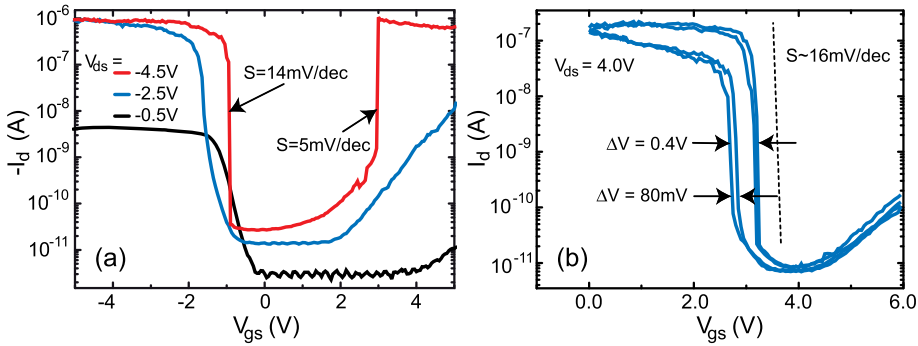 10⁻⁶
10⁻⁷
10⁻⁸
10⁻⁹
10⁻¹⁰
10⁻¹¹
-I_d (A)
V_ds =
-4.5V
-2.5V
-0.5V
S=14mV/dec
S=5mV/dec
(a)
-4 -2 0 2 4
V_gs (V)
10⁻⁷
10⁻⁸
10⁻⁹
10⁻¹⁰
10⁻¹¹
-I_d (A)
V_ds = 4.0V
S~16mV/dec
ΔV = 0.4V
ΔV = 80mV
(b)
0.0 2.0 4.0 6.0
V_gs (V)